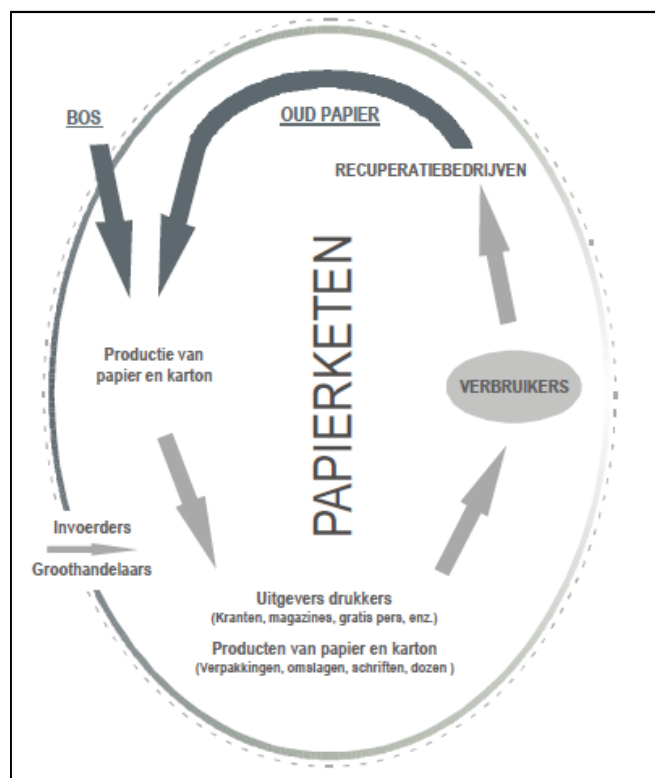 BOS
OUD PAPIER
RECUPERATIEBEDRIJVEN
PAPIERKETEN
Productie van
papier en karton
VERBRUIKERS
Invoerders
Groothandelaars
Uitgevers drukkers
(Kranten, magazines, gratis pers, enz.)
Producten van papier en karton
(Verpakkingen, omslagen, schriften, dozen )